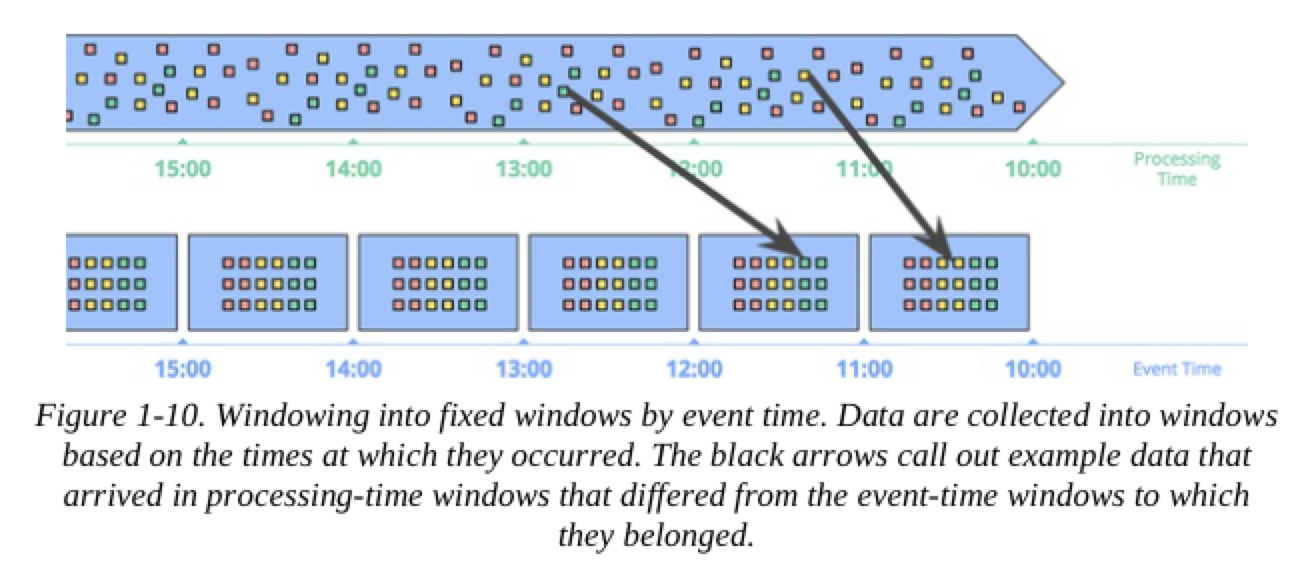 15:00 14:00 13:00 12:00 11:00 10:00 Processing
Time
15:00 14:00 13:00 12:00 11:00 10:00 Event Time
Figure 1-10. Windowing into fixed windows by event time. Data are collected into windows
based on the times at which they occurred. The black arrows call out example data that
arrived in processing-time windows that differed from the event-time windows to which
they belonged.